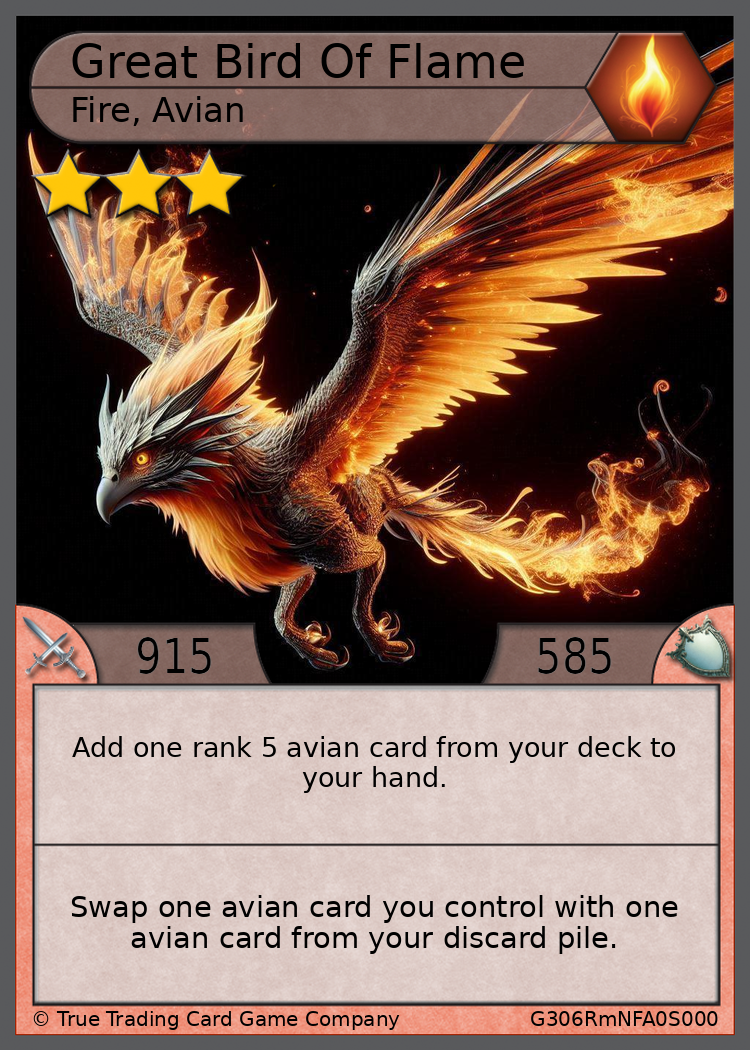 Great Bird Of Flame
Fire, Avian
915
585
Add one rank 5 avian card from your deck to
your hand.
Swap one avian card you control with one
avian card from your discard pile.
© True Trading Card Game Company
G306RmNFA0S000